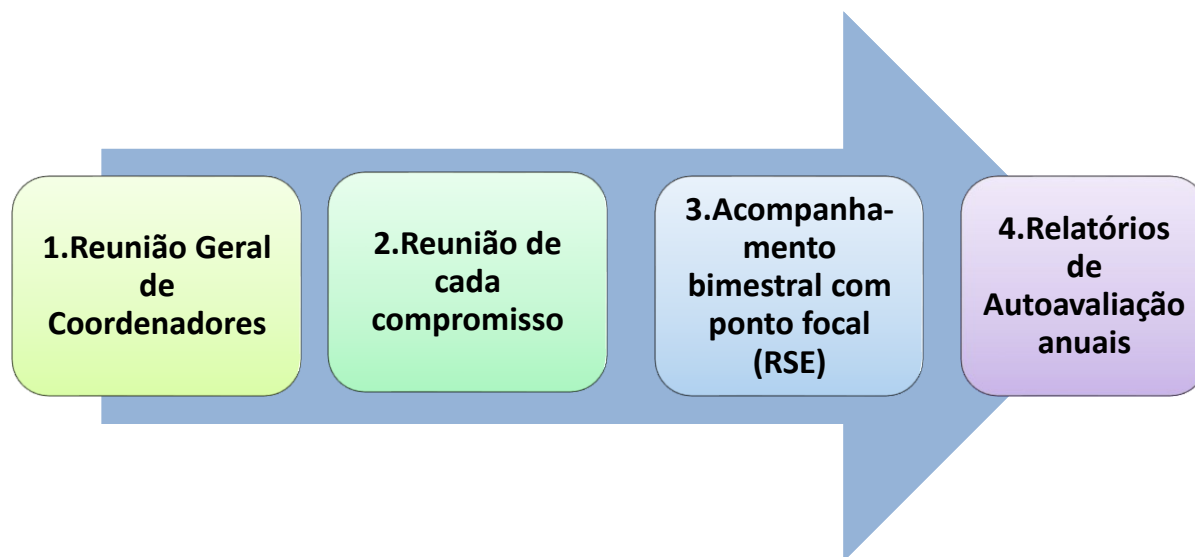 1.Reunião Geral
de
Coordenadores
2.Reunião de
cada
compromisso
3.Acompanha-
mento
bimestral com
ponto focal
(RSE)
4.Relatórios
de
Autoavaliação
anuais